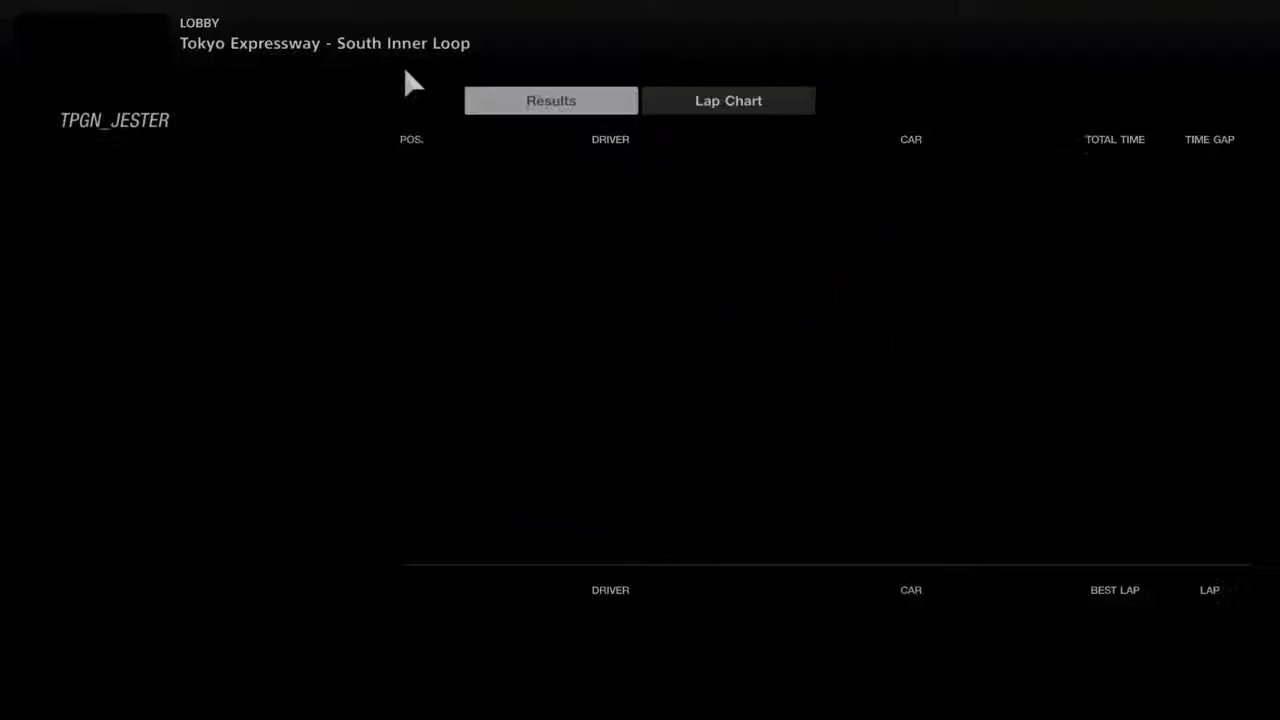 LOBBY
Tokyo Expressway - South Inner Loop
Results
Lap Chart
TPGN_JESTER
POS. DRIVER CAR TOTAL TIME TIME GAP
DRIVER CAR BEST LAP LAP